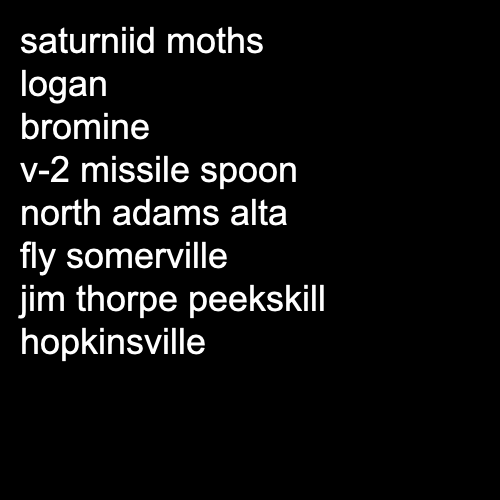 saturniid moths
logan
bromine
v-2 missile spoon
north adams alta
fly somerville
jim thorpe peekskill
hopkinsville